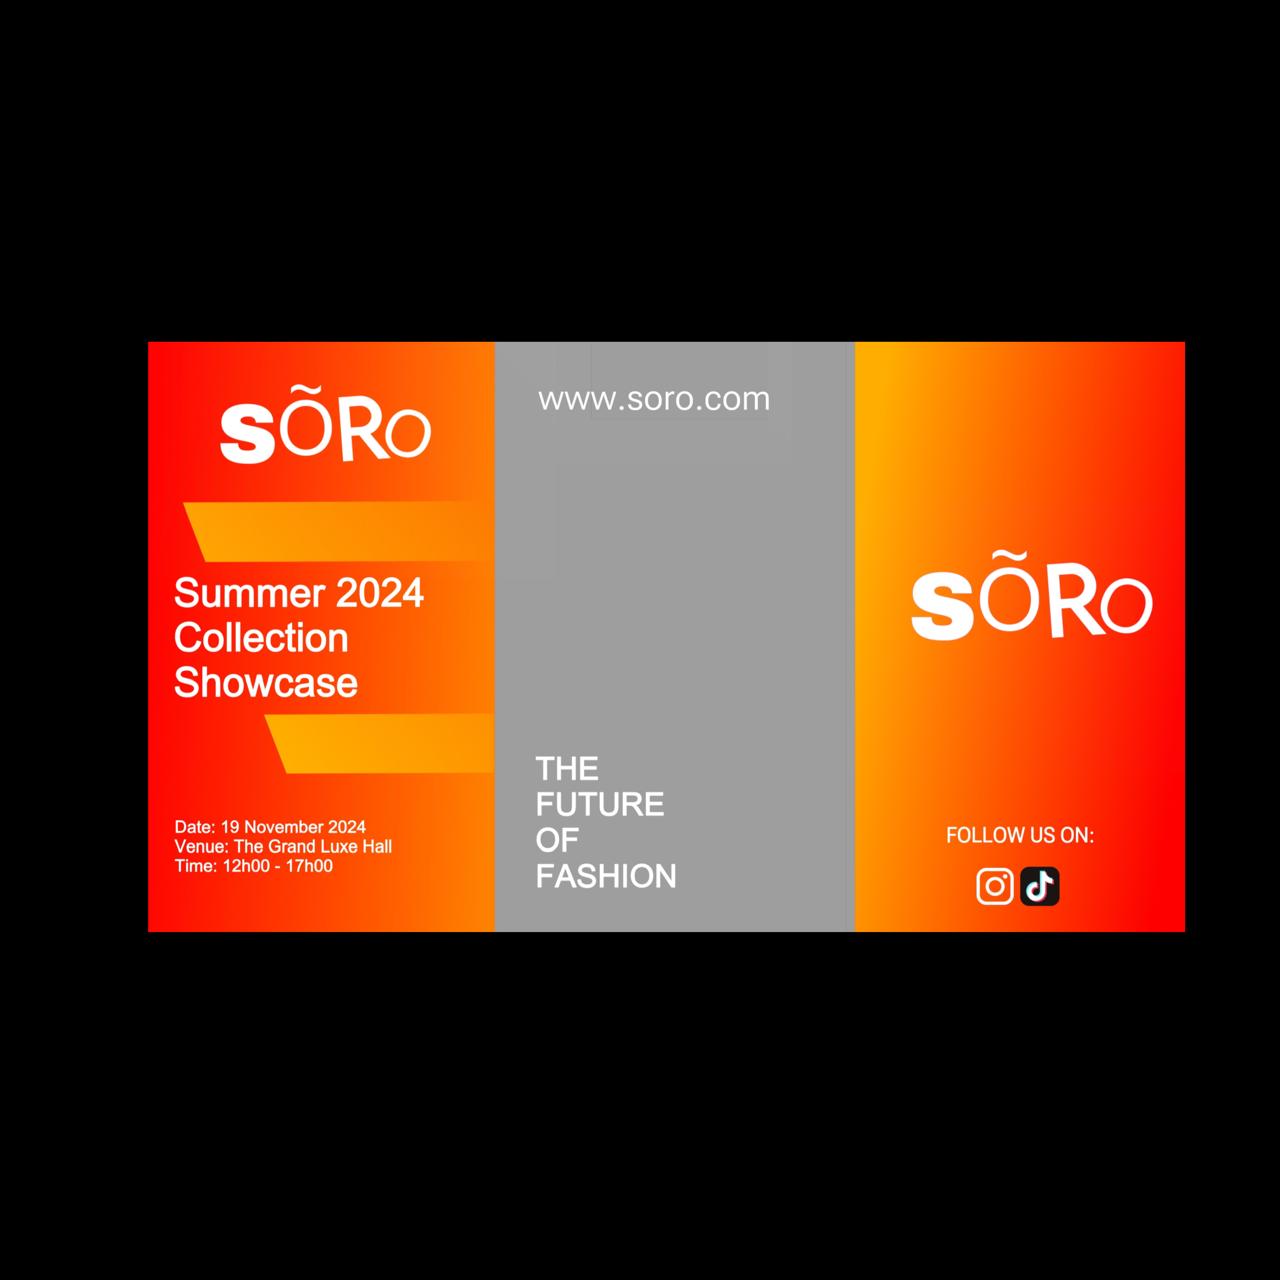 SÕRO
Summer 2024
Collection
Showcase
Date: 19 November 2024
Venue: The Grand Luxe Hall
Time: 12h00 - 17h00
www.soro.com
THE
FUTURE
OF
FASHION
SÕRO
FOLLOW US ON: